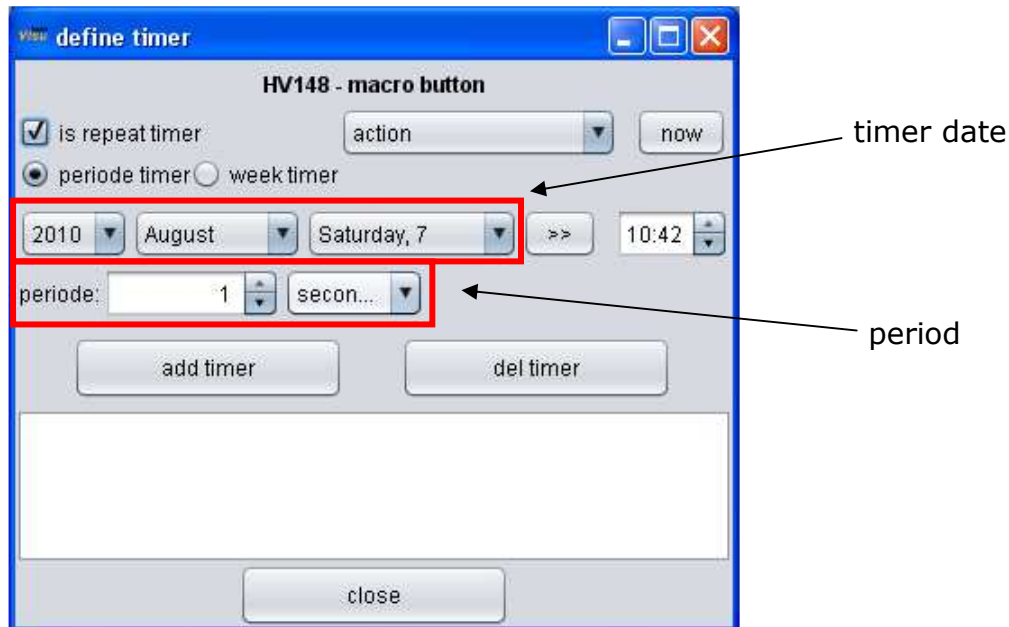 Visu define timer
HV148 - macro button
is repeat timer action now
timer date
periode timer week timer
2010 August Saturday, 7 >> 10:42
periode: 1 secon...
period
add timer del timer
close